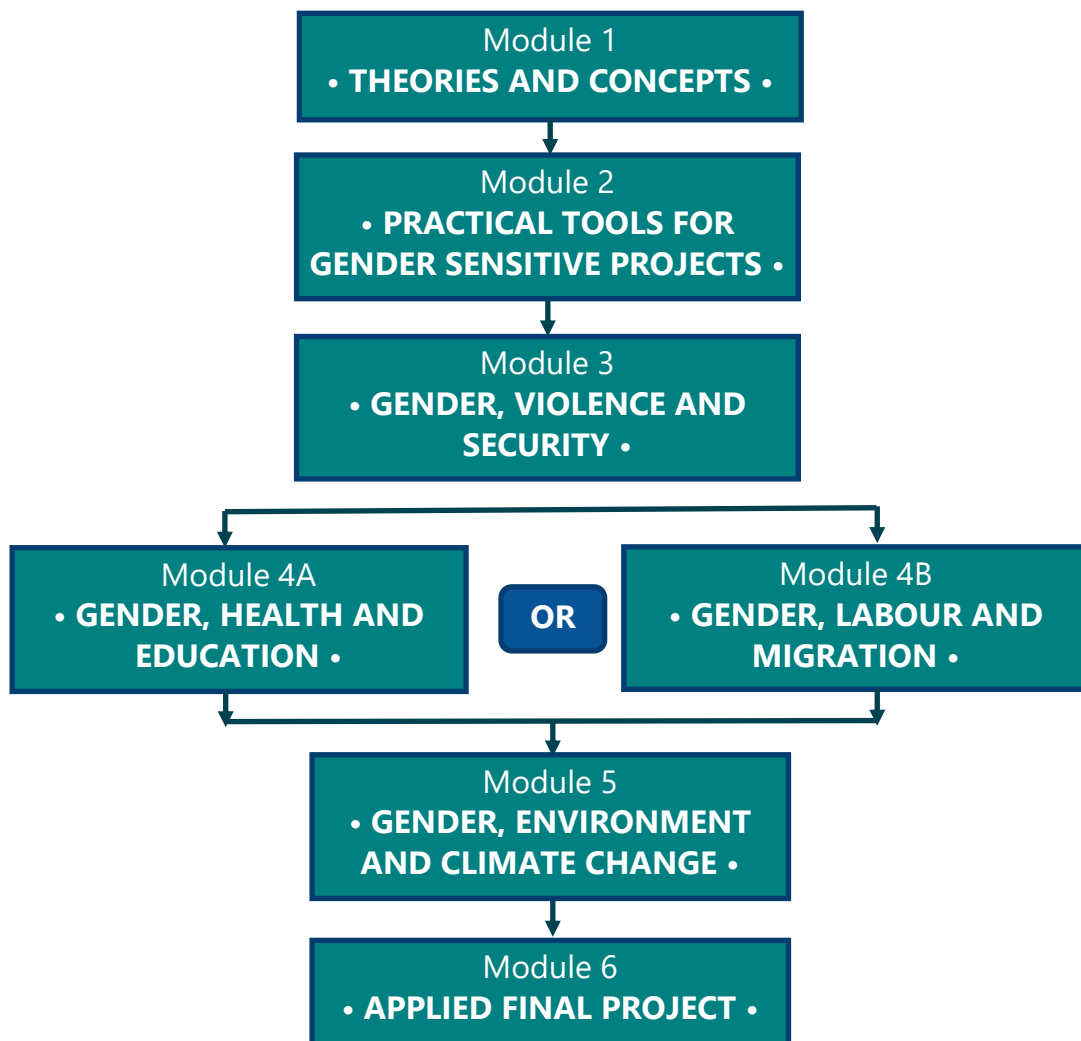 Module 1
• THEORIES AND CONCEPTS •
Module 2
• PRACTICAL TOOLS FOR
GENDER SENSITIVE PROJECTS •
Module 3
• GENDER, VIOLENCE AND
SECURITY •
Module 4A
• GENDER, HEALTH AND
EDUCATION •
OR
Module 4B
• GENDER, LABOUR AND
MIGRATION •
Module 5
• GENDER, ENVIRONMENT
AND CLIMATE CHANGE •
Module 6
• APPLIED FINAL PROJECT •